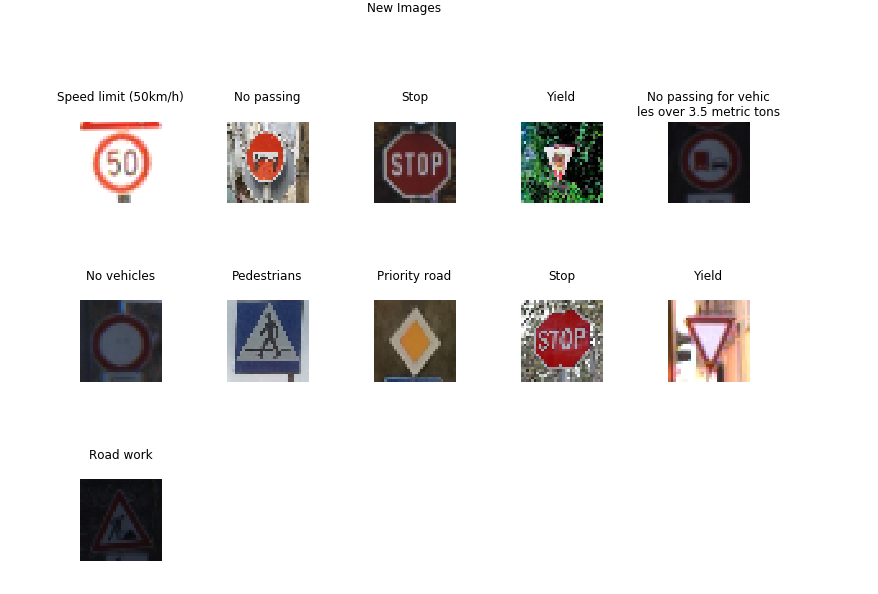 New Images
Speed limit (50km/h)
No passing
Stop
Yield
No passing for vehic
les over 3.5 metric tons
50
STOP
No vehicles
Pedestrians
Priority road
Stop
Yield
STOP
Road work